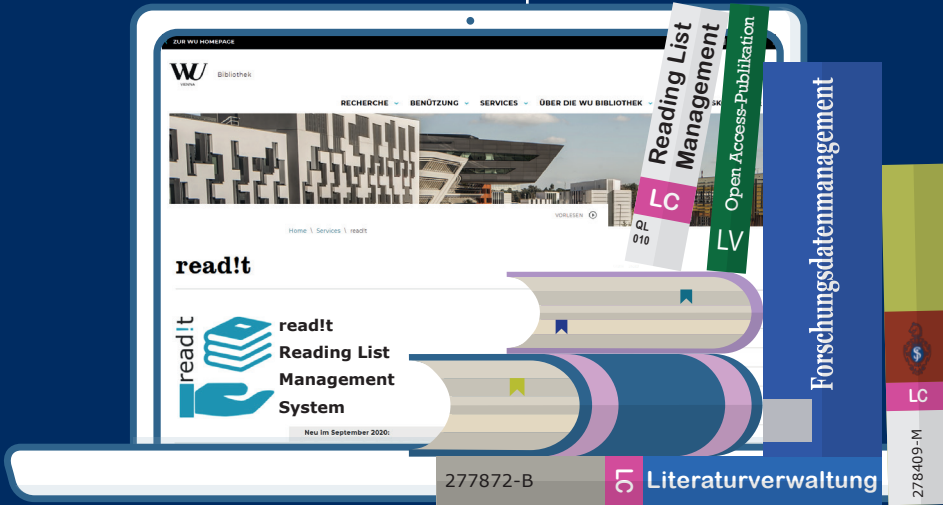 ZUR WU HOMEPAGE
WU
VIENNA
Bibliothek
RECHERCHE
BENÜTZUNG
SERVICES
ÜBER DIE WU BIBLIOTHEK
VORLESEN
Home \ Services \ read!t
read!t
read!t
read!t
Reading List
Management
System
Neu im September 2020:
Reading List
Management
LC
QL
010
Open Access-Publikation
LV
Forschungsdatenmanagement
$
LC
278409-M
277872-B
LC
Literaturverwaltung